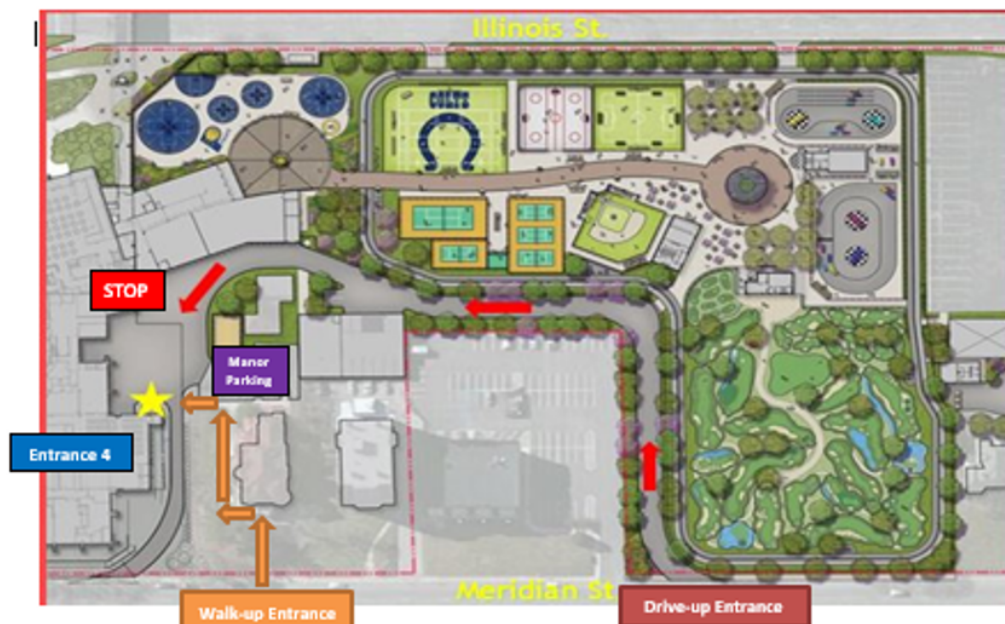 Illinois St.
COLTS
STOP
Manor
Parking
Entrance 4
Meridian St
Walk-up Entrance
Drive-up Entrance